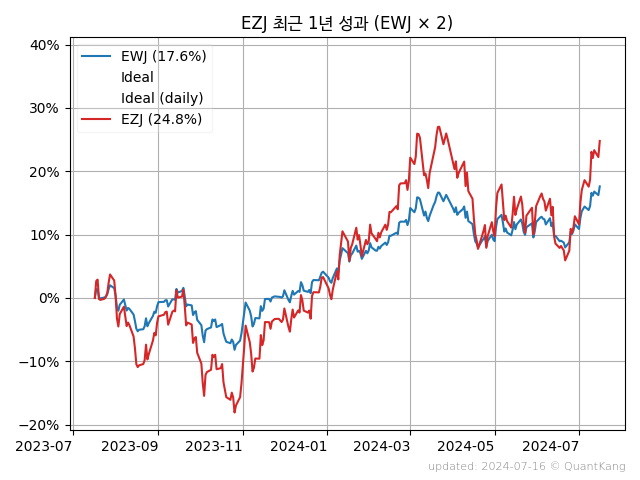 EZJ 최근 1년 성과 (EWJ × 2)
40%
30%
20%
10%
0%
−10%
−20%
EWJ (17.6%)
Ideal
Ideal (daily)
EZJ (24.8%)
2023-07 2023-09 2023-11 2024-01 2024-03 2024-05 2024-07
updated: 2024-07-16 © QuantKang